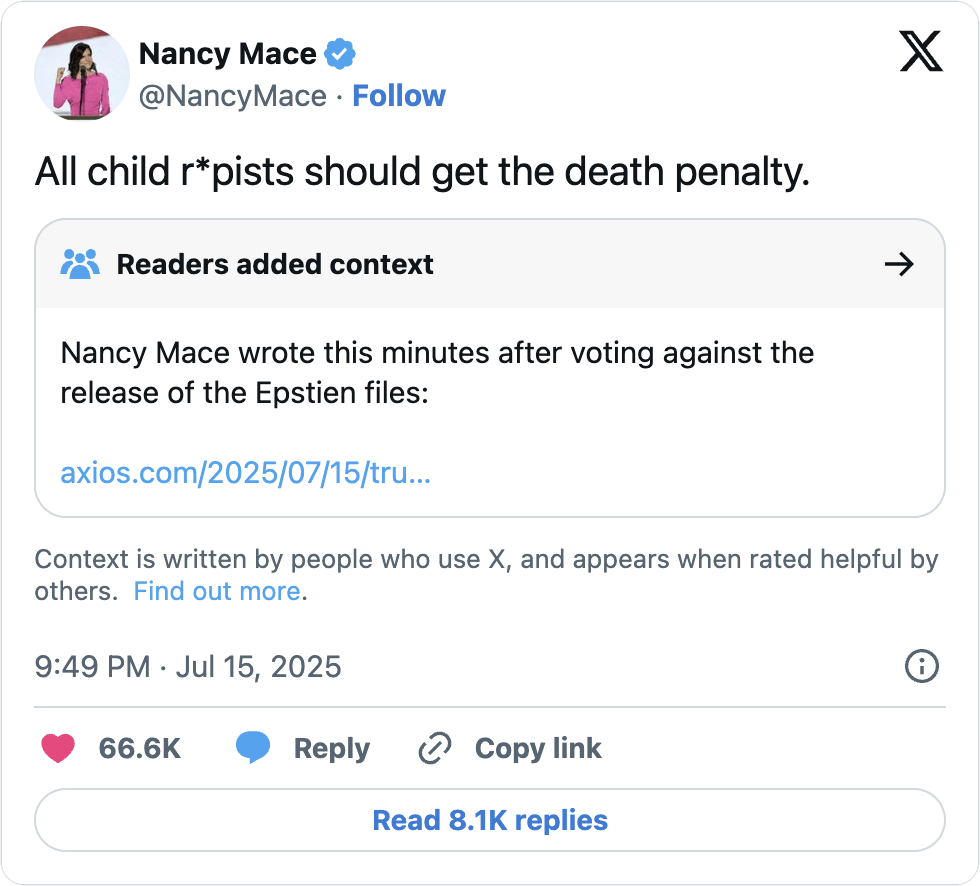 Nancy Mace
@NancyMace · Follow
All child r*pists should get the death penalty.
Readers added context
Nancy Mace wrote this minutes after voting against the
release of the Epstien files:
axios.com/2025/07/15/tru...
Context is written by people who use X, and appears when rated helpful by
others. Find out more.
9:49 PM · Jul 15, 2025
66.6K Reply Copy link
Read 8.1K replies